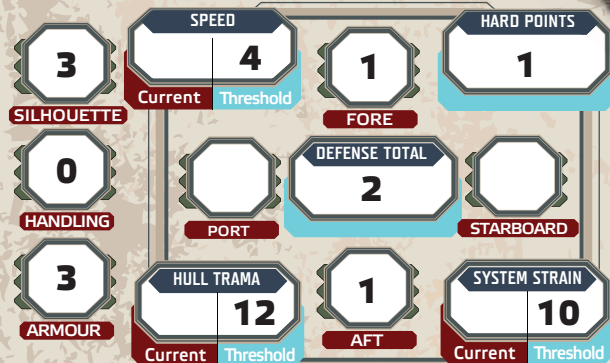 SPEED
4
Current Threshold
HARD POINTS
1
3
SILHOUETTE
1
FORE
0
HANDLING
DEFENSE TOTAL
2
PORT
STARBOARD
3
ARMOUR
HULL TRAMA
12
Current Threshold
1
AFT
SYSTEM STRAIN
10
Current Threshold